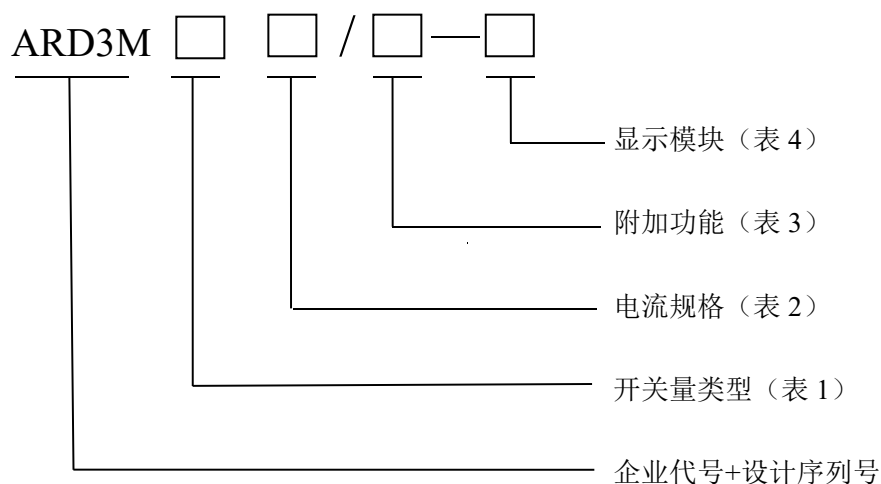 ARD3M □ □ / □ — □
显示模块（表 4）
附加功能（表 3）
电流规格（表 2）
开关量类型（表 1）
企业代号+设计序列号